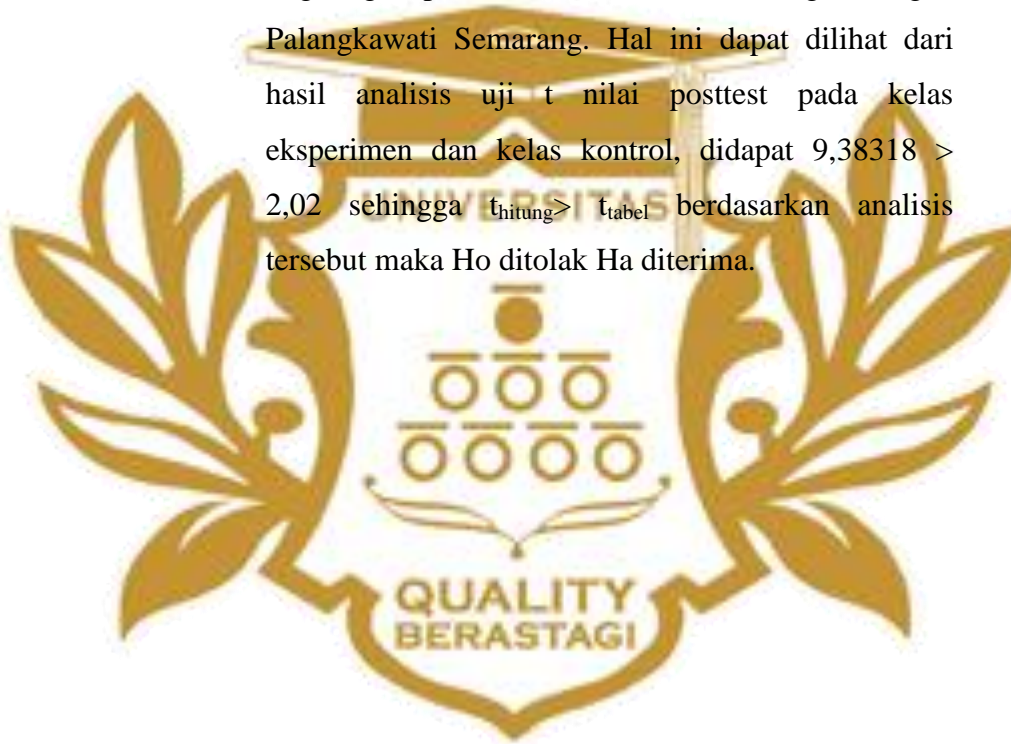 Palangkawati Semarang. Hal ini dapat dilihat dari
hasil analisis uji t nilai posttest pada kelas
eksperimen dan kelas kontrol, didapat 9,38318 >
2,02 sehingga thitung> ttabel berdasarkan analisis
tersebut maka Ho ditolak Ha diterima.
UNIVERSITAS
QUALITY
BERASTAGI